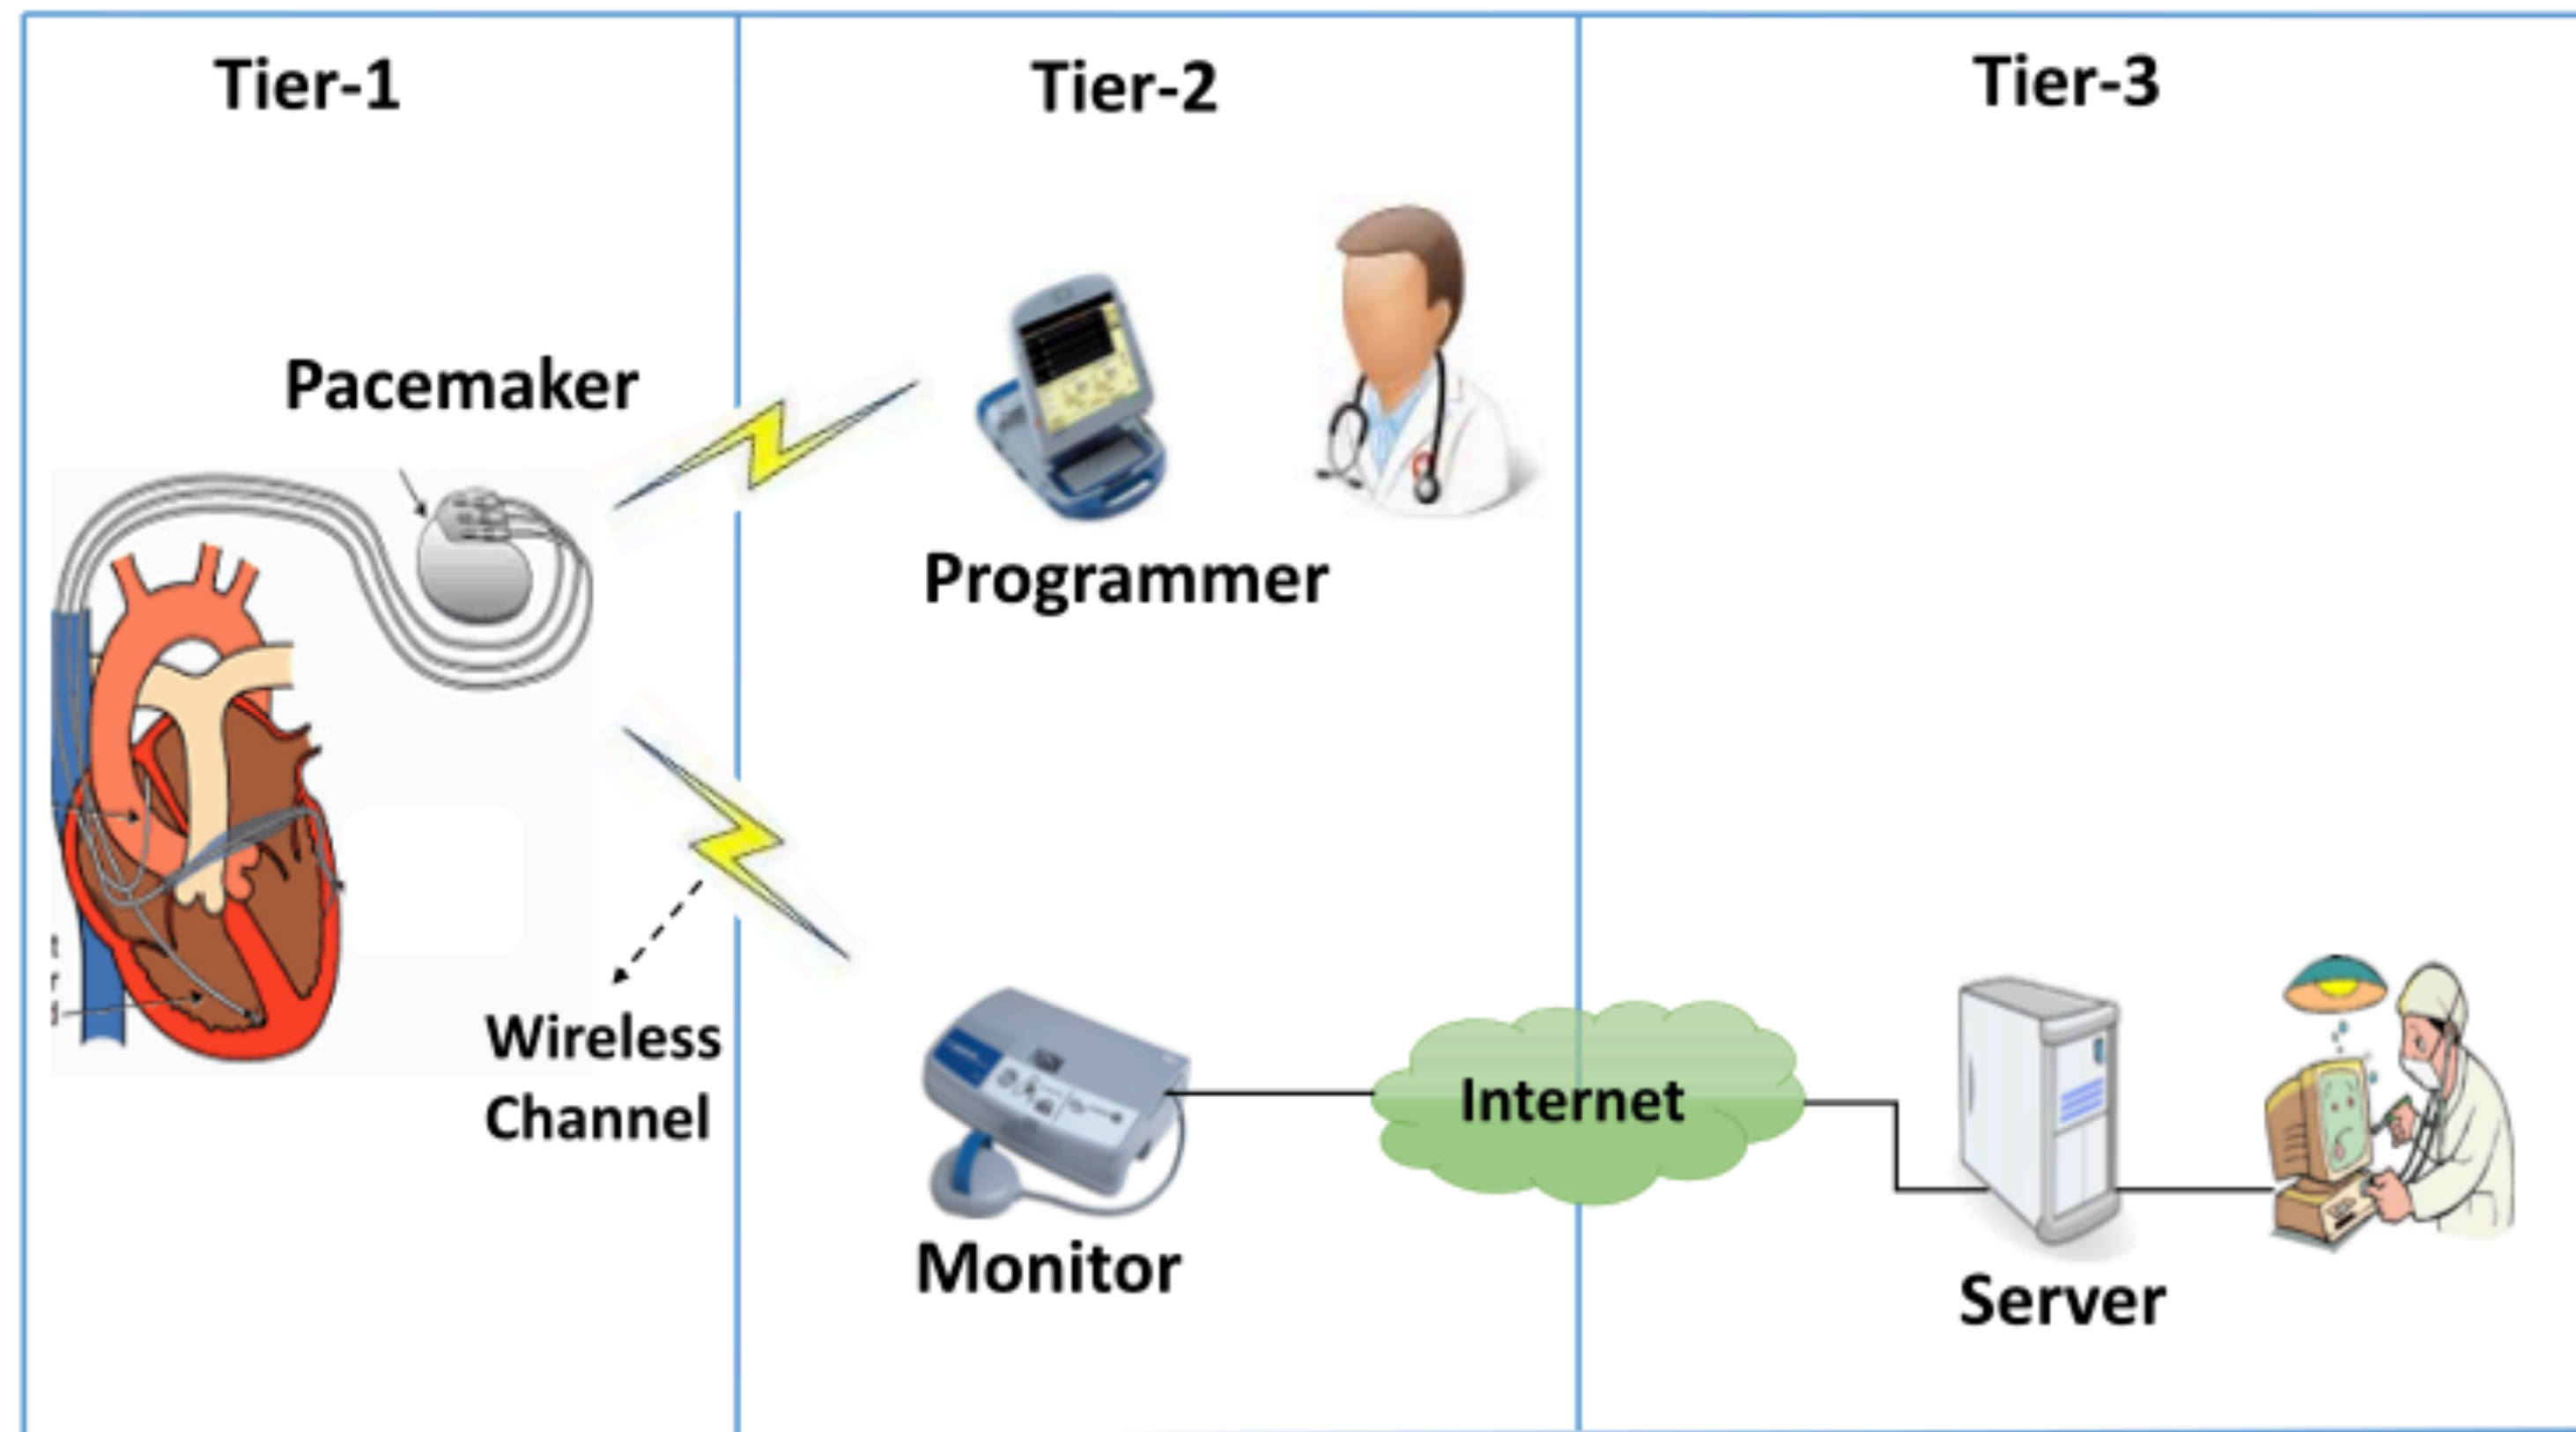 Tier-1
Tier-2
Tier-3
Pacemaker
Programmer
Wireless
Channel
Internet
Monitor
Server